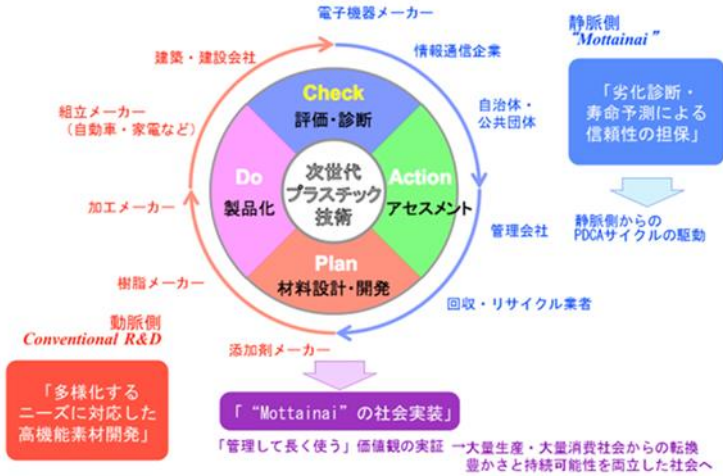 電子機器メーカー
静脈側
“Mottainai”
建築・建設会社
情報通信企業
「劣化診断・
寿命予測による
信頼性の担保」
Check
評価・診断
組立メーカー
(自動車・家電など)
自治体・
公共団体
次世代
プラスチック
技術
Do
製品化
Action
アセスメント
加工メーカー
管理会社
静脈側からの
PDCAサイクルの駆動
Plan
材料設計・開発
樹脂メーカー
回収・リサイクル業者
動脈側
Conventional R&D
添加剤メーカー
「多様化する
ニーズに対応した
高機能素材開発」
「“Mottainai”の社会実装」
「管理して長く使う」価値観の実証 →大量生産・大量消費社会からの転換
豊かさと持続可能性を両立した社会へ